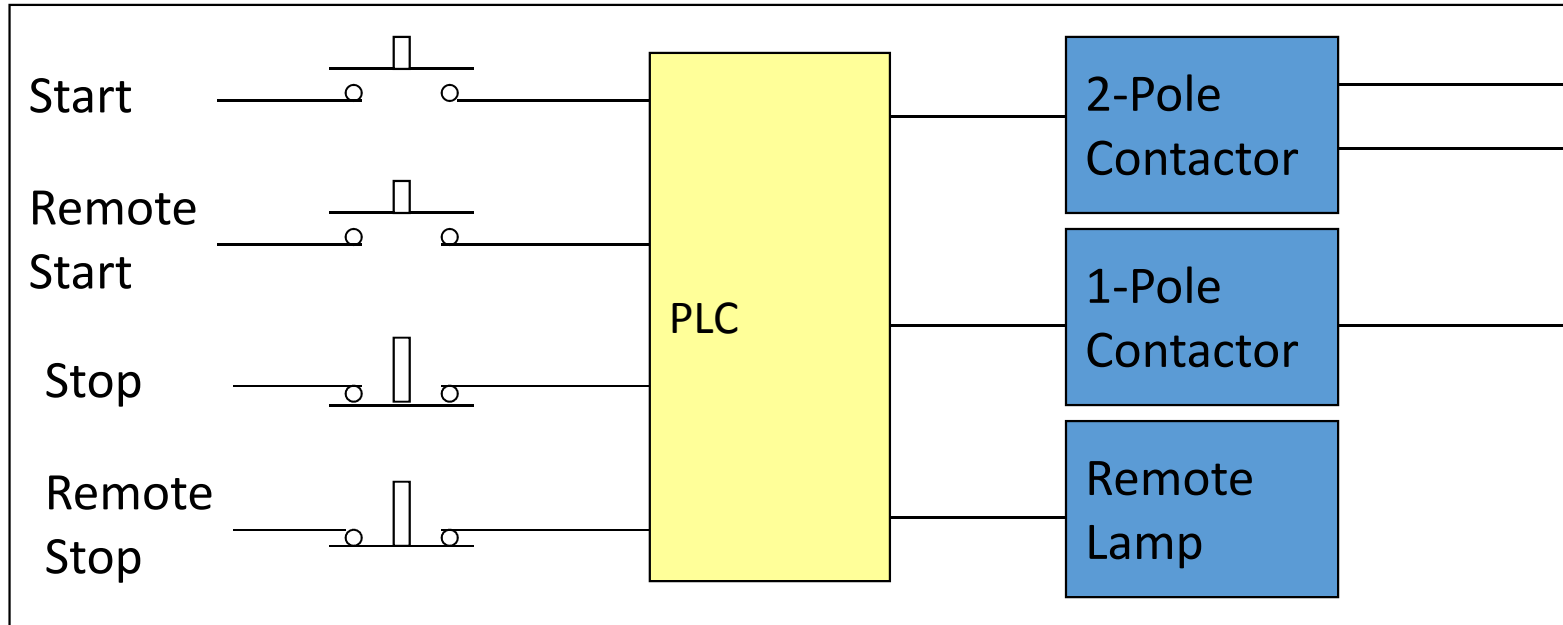 Start
Remote
Start
Stop
Remote
Stop
PLC
2-Pole
Contactor
1-Pole
Contactor
Remote
Lamp